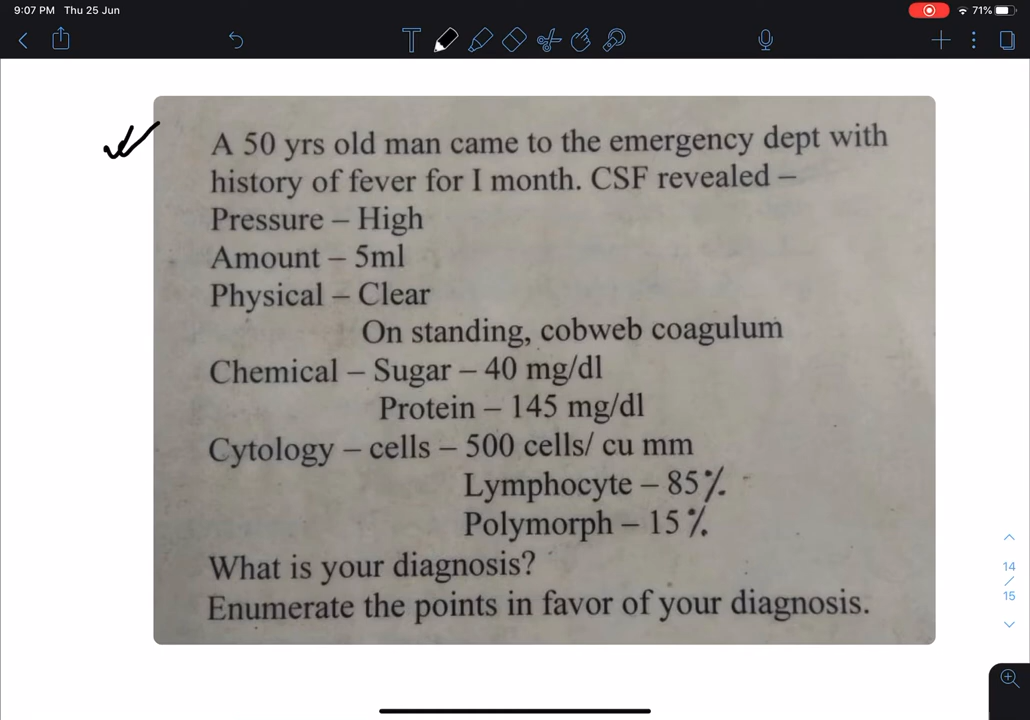 9:07 PM Thu 25 Jun
71%
T
A 50 yrs old man came to the emergency dept with
history of fever for I month. CSF revealed –
Pressure – High
Amount – 5ml
Physical – Clear
On standing, cobweb coagulum
Chemical – Sugar – 40 mg/dl
Protein – 145 mg/dl
Cytology – cells – 500 cells/ cu mm
Lymphocyte – 85%
Polymorph – 15%
What is your diagnosis?
Enumerate the points in favor of your diagnosis.
14
/
15